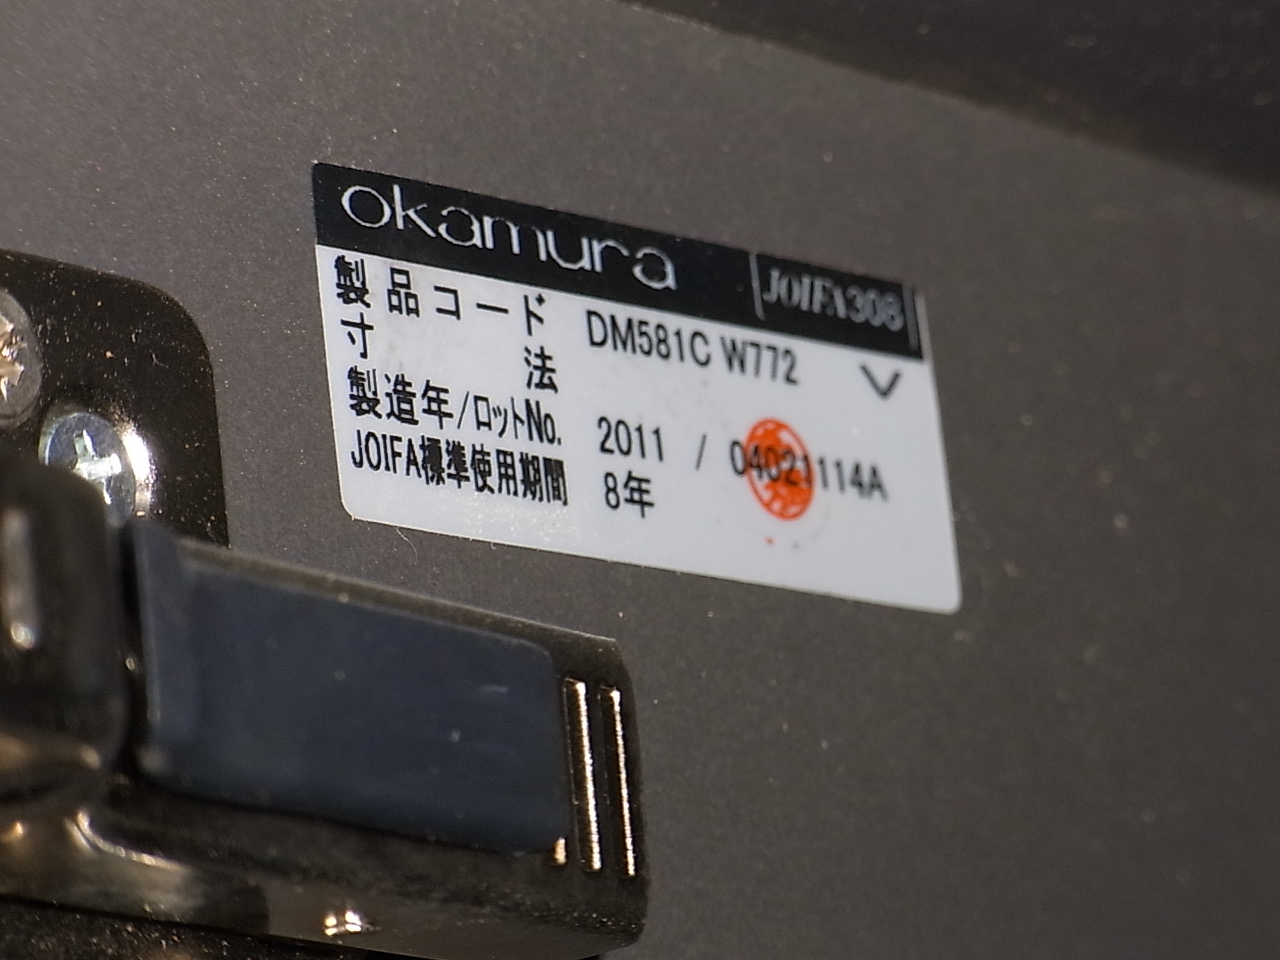 okamura JOIFA308
製品コード DM581C W772 V
寸法
製造年/ロットNo. 2011 / 04021114A
JOIFA標準使用期間 8年